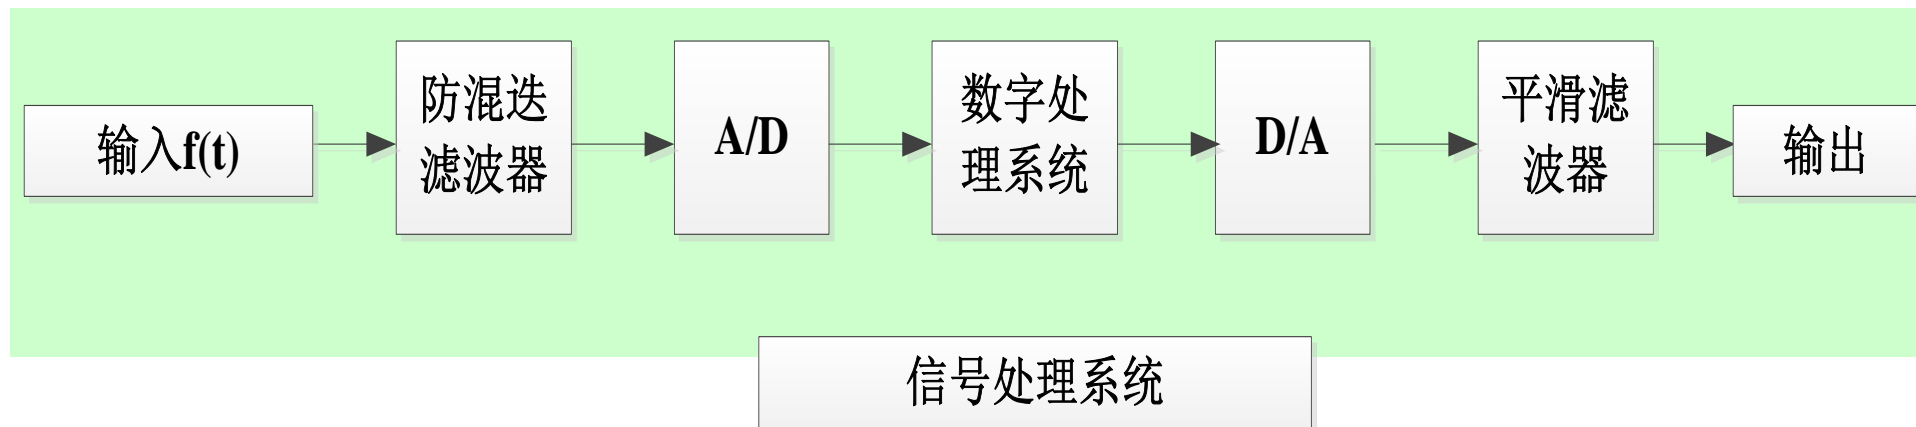 输入f(t)
防混迭
滤波器
A/D
数字处
理系统
D/A
平滑滤
波器
输出
信号处理系统